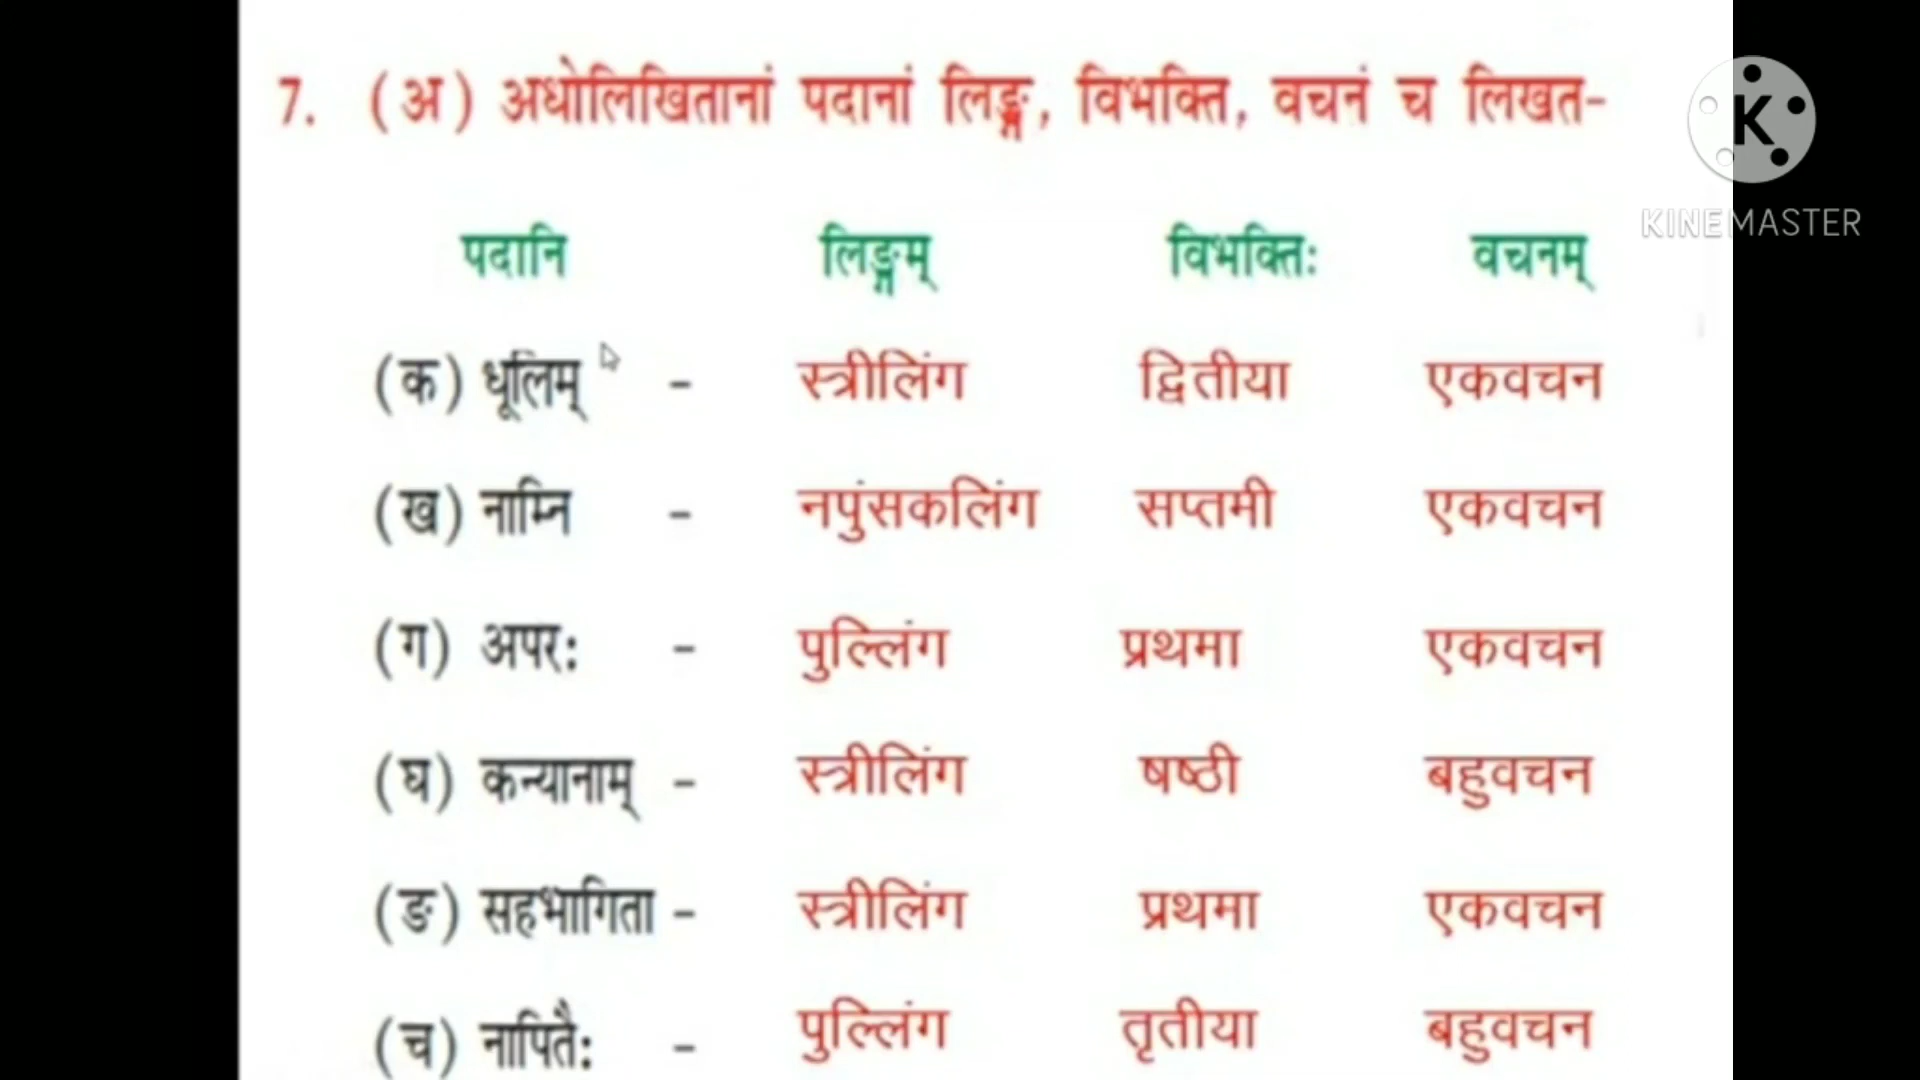 7. (अ) अधोलिखितानां पदानां लिङ्ग, विभक्ति, वचनं च लिखत-
K
KINEMASTER
पदानि लिङ्गम् विभक्तिः वचनम्
(क) धूलिम् - स्त्रीलिंग द्वितीया एकवचन
(ख) नाम्नि - नपुंसकलिंग सप्तमी एकवचन
(ग) अपरः - पुल्लिंग प्रथमा एकवचन
(घ) कन्यानाम् - स्त्रीलिंग षष्ठी बहुवचन
(ङ) सहभागिता - स्त्रीलिंग प्रथमा एकवचन
(च) नापितैः - पुल्लिंग तृतीया बहुवचन